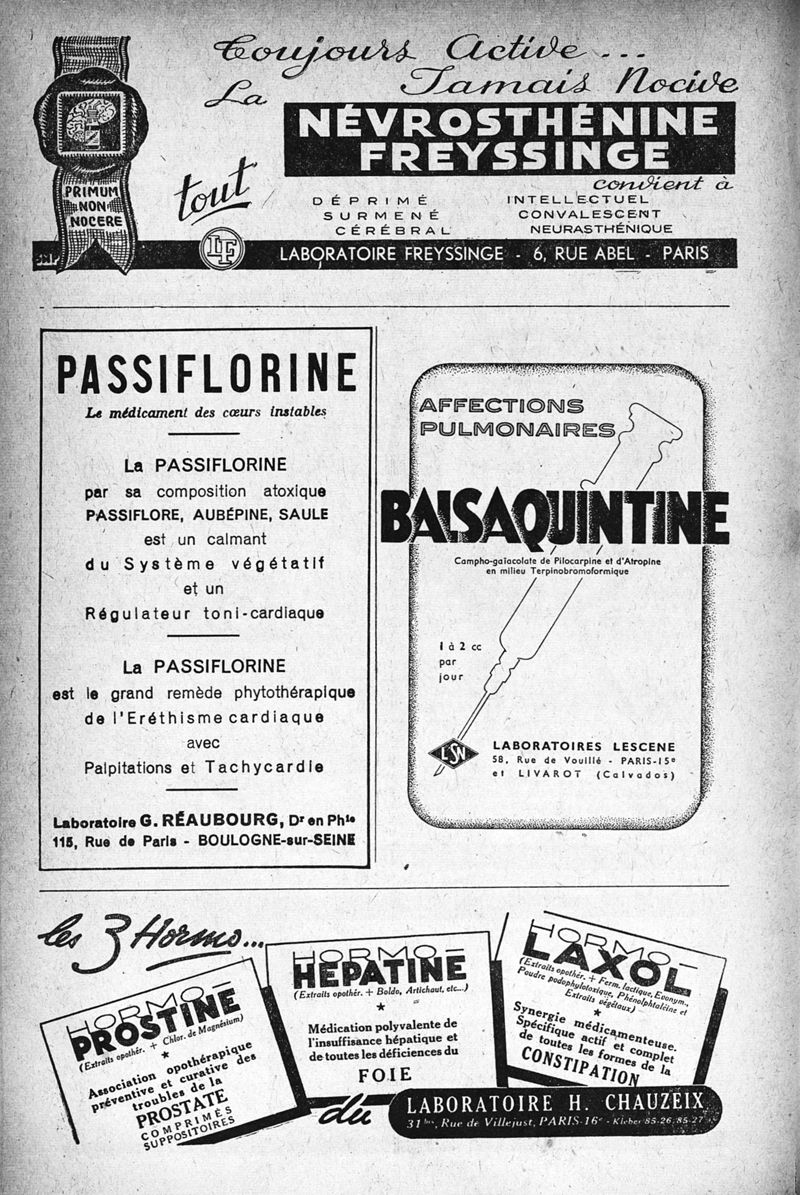 Toujours Active...
Jamais Nocive
La
NÉVROSTHÉNINE
FREYSSINGE
convient à
tout
DÉPRIMÉ
SURMENÉ
CÉRÉBRAL
INTELLECTUEL
CONVALESCENT
NEURASTHÉNIQUE
PRIMUM
NON
NOCERE
LF
LABORATOIRE FREYSSINGE - 6, RUE ABEL - PARIS
PASSIFLORINE
Le médicament des cœurs instables
La PASSIFLORINE
par sa composition atoxique
PASSIFLORE, AUBÉPINE, SAULE
est un calmant
du Système végétatif
et un
Régulateur toni-cardiaque
La PASSIFLORINE
est le grand remède phytothérapique
de l'Eréthisme cardiaque
avec
Palpitations et Tachycardie
Laboratoire G. RÉAUBOURG, Dr en Phie
115, Rue de Paris - BOULOGNE-sur-SEINE
AFFECTIONS
PULMONAIRES
BALSAQUINTINE
Campho-gaïacolate de Pilocarpine et d'Atropine
en milieu Terpinobromoformique
1 à 2 cc
par
jour
LSN
LABORATOIRES LESCENE
58, Rue de Vouillé - PARIS-15e
et LIVAROT (Calvados)
les 3 Hormo...
HORMO-
PROSTINE
(Extraits opothér. + Chlor. de Magnésium)
Association opothérapique
préventive et curative des
troubles de la
PROSTATE
COMPRIMÉS
SUPPOSITOIRES
HORMO-
HÉPATINE
(Extraits opothér. + Boldo, Artichaut, etc...)
Médication polyvalente de
l'insuffisance hépatique et
de toutes les déficiences du
FOIE
HORMO-
LAXOL
(Extraits opothér. + Ferm. lactique, Evonym.,
Poudre podophylotoxique, Phénolphtaléine et
Extraits végétaux)
Synergie médicamenteuse.
Spécifique actif et complet
de toutes les formes de la
CONSTIPATION
du
LABORATOIRE H. CHAUZEIX
31 bis, Rue de Villejust, PARIS-16e - Kleber 85-26, 85-27